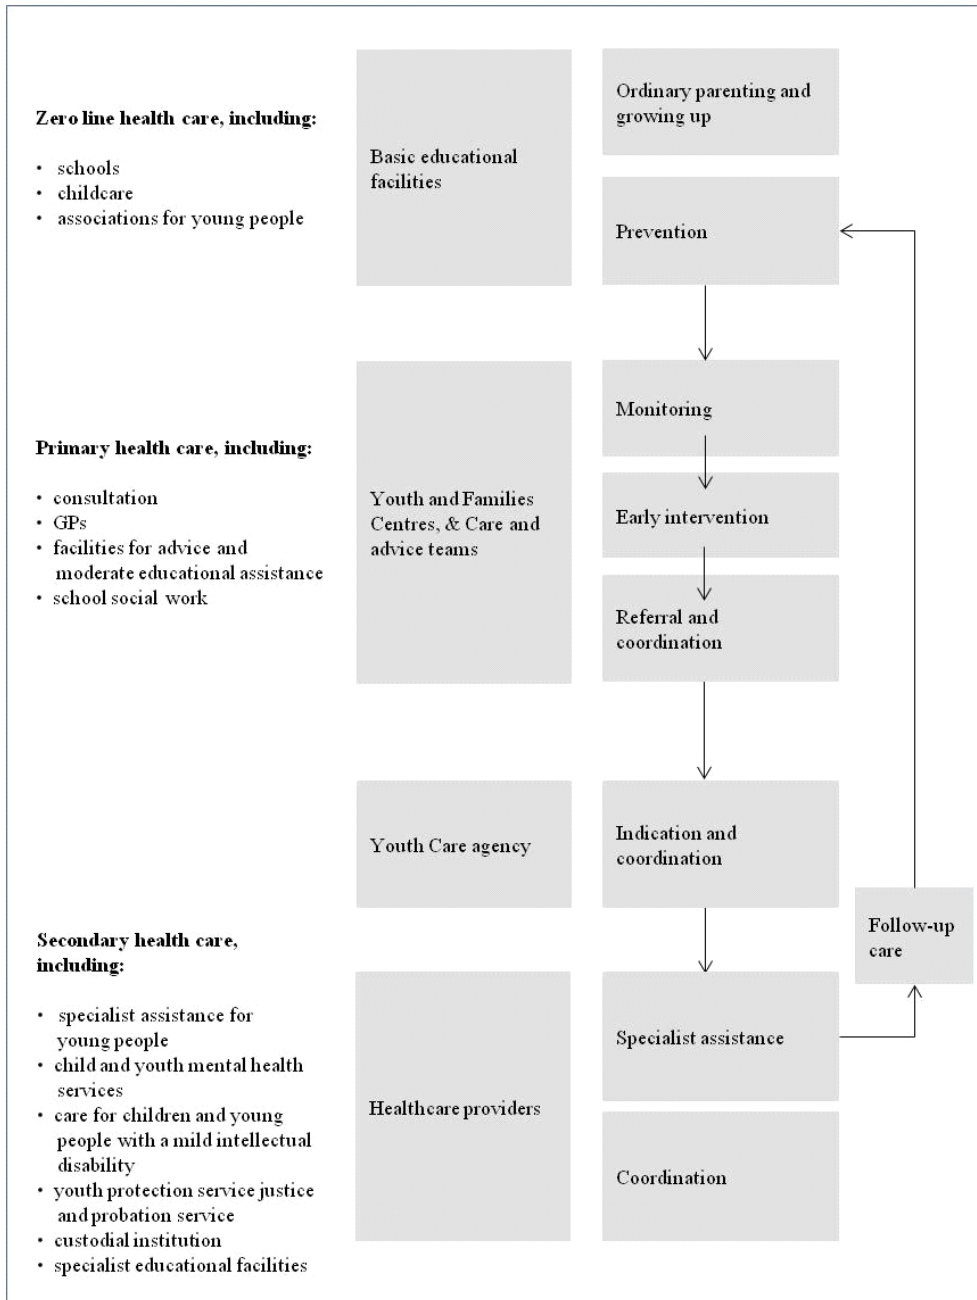 Zero line health care, including:
• schools
• childcare
• associations for young people
Basic educational
facilities
Ordinary parenting and
growing up
Prevention
Primary health care, including:
• consultation
• GPs
• facilities for advice and
moderate educational assistance
• school social work
Youth and Families
Centres, & Care and
advice teams
Monitoring
Early intervention
Referral and
coordination
Youth Care agency
Indication and
coordination
Follow-up
care
Secondary health care,
including:
• specialist assistance for
young people
• child and youth mental health
services
• care for children and young
people with a mild intellectual
disability
• youth protection service justice
and probation service
• custodial institution
• specialist educational facilities
Healthcare providers
Specialist assistance
Coordination